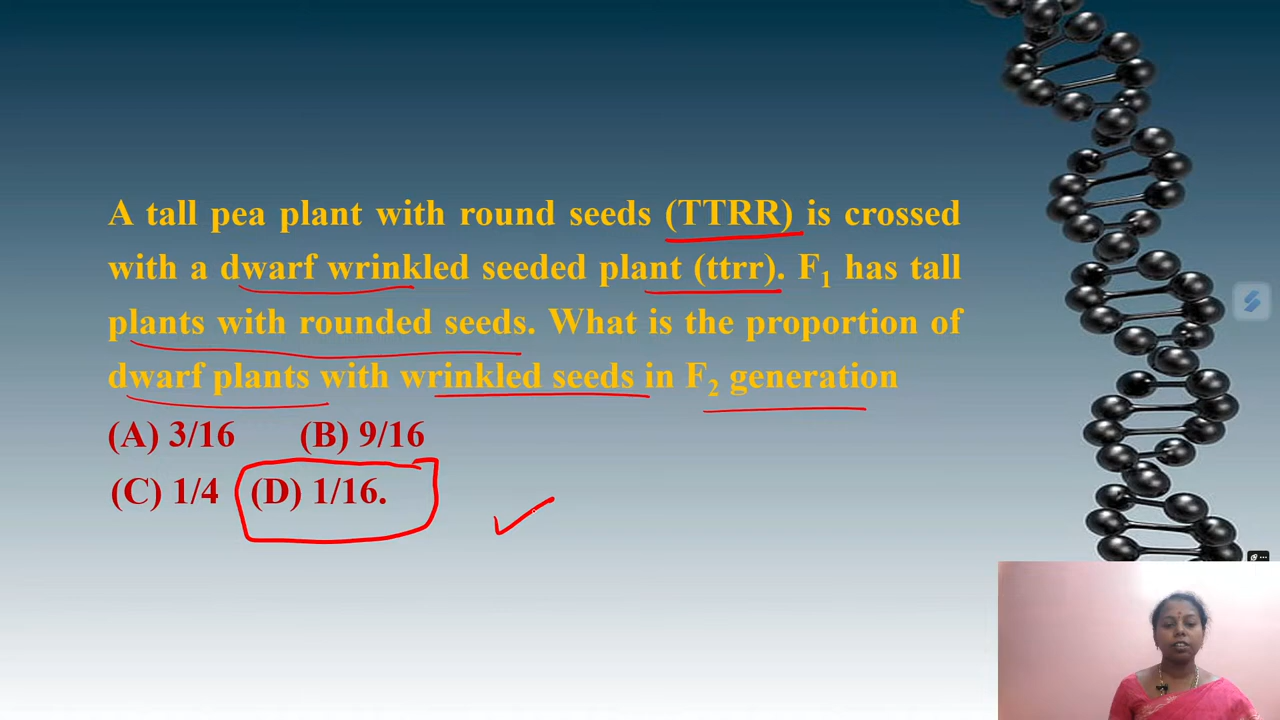 A tall pea plant with round seeds (TTRR) is crossed
with a dwarf wrinkled seeded plant (ttrr). F₁ has tall
plants with rounded seeds. What is the proportion of
dwarf plants with wrinkled seeds in F₂ generation
(A) 3/16 (B) 9/16
(C) 1/4 (D) 1/16.